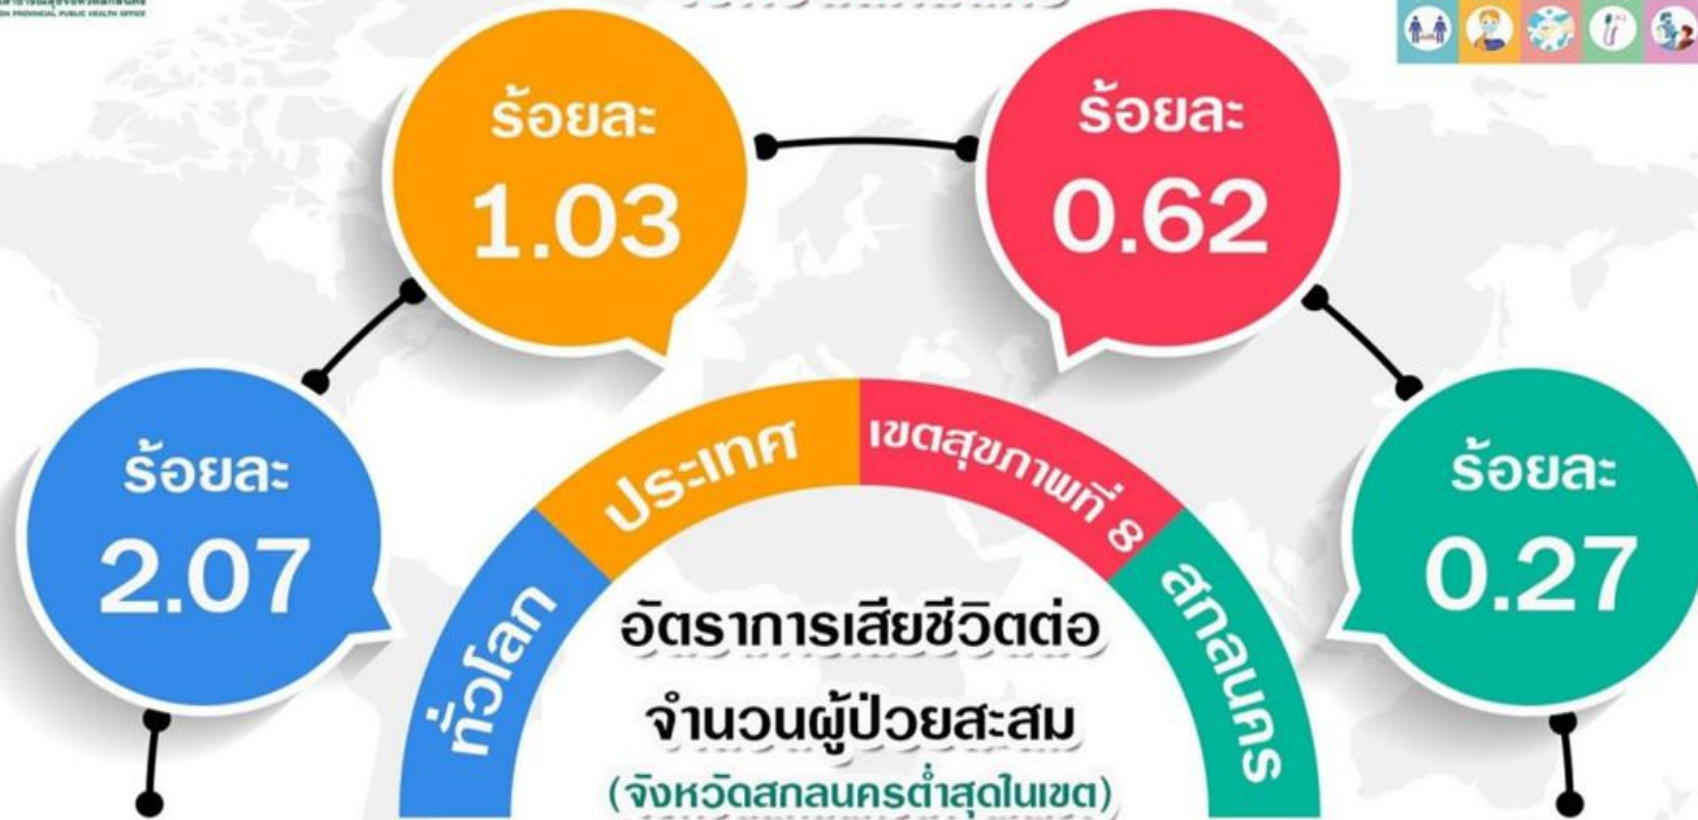 ON PROVINCIAL PUBLIC HEALTH OFFICE
ร้อยละ
1.03
ร้อยละ
0.62
ร้อยละ
2.07
ร้อยละ
0.27
ทั่วโลก
ประเทศ
เขตสุขภาพที่ 8
สกลนคร
อัตราการเสียชีวิตต่อ
จำนวนผู้ป่วยสะสม
(จังหวัดสกลนครต่ำสุดในเขต)